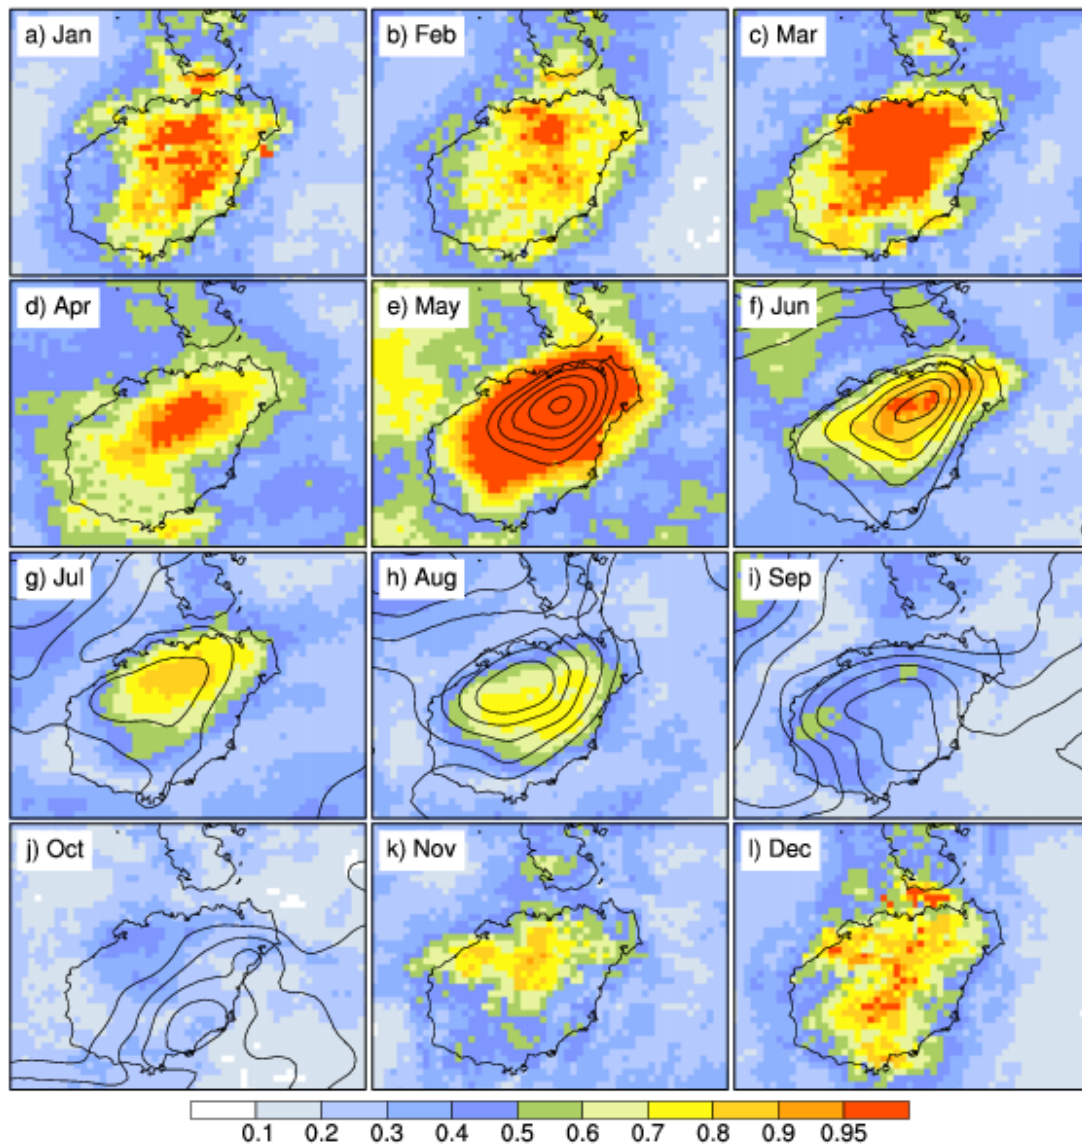 a) Jan
b) Feb
c) Mar
d) Apr
e) May
f) Jun
g) Jul
h) Aug
i) Sep
j) Oct
k) Nov
l) Dec
0.1 0.2 0.3 0.4 0.5 0.6 0.7 0.8 0.9 0.95